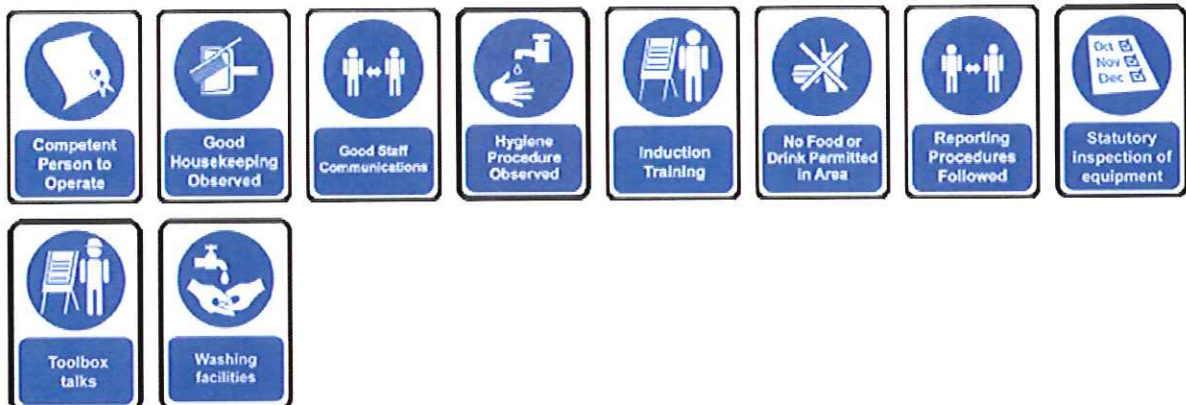 Competent
Person to
Operate
Good
Housekeeping
Observed
Good Staff
Communications
Hygiene
Procedure
Observed
Induction
Training
No Food or
Drink Permitted
in Area
Reporting
Procedures
Followed
Oct
Nov
Dec
Statutory
inspection of
equipment
Toolbox
talks
Washing
facilities